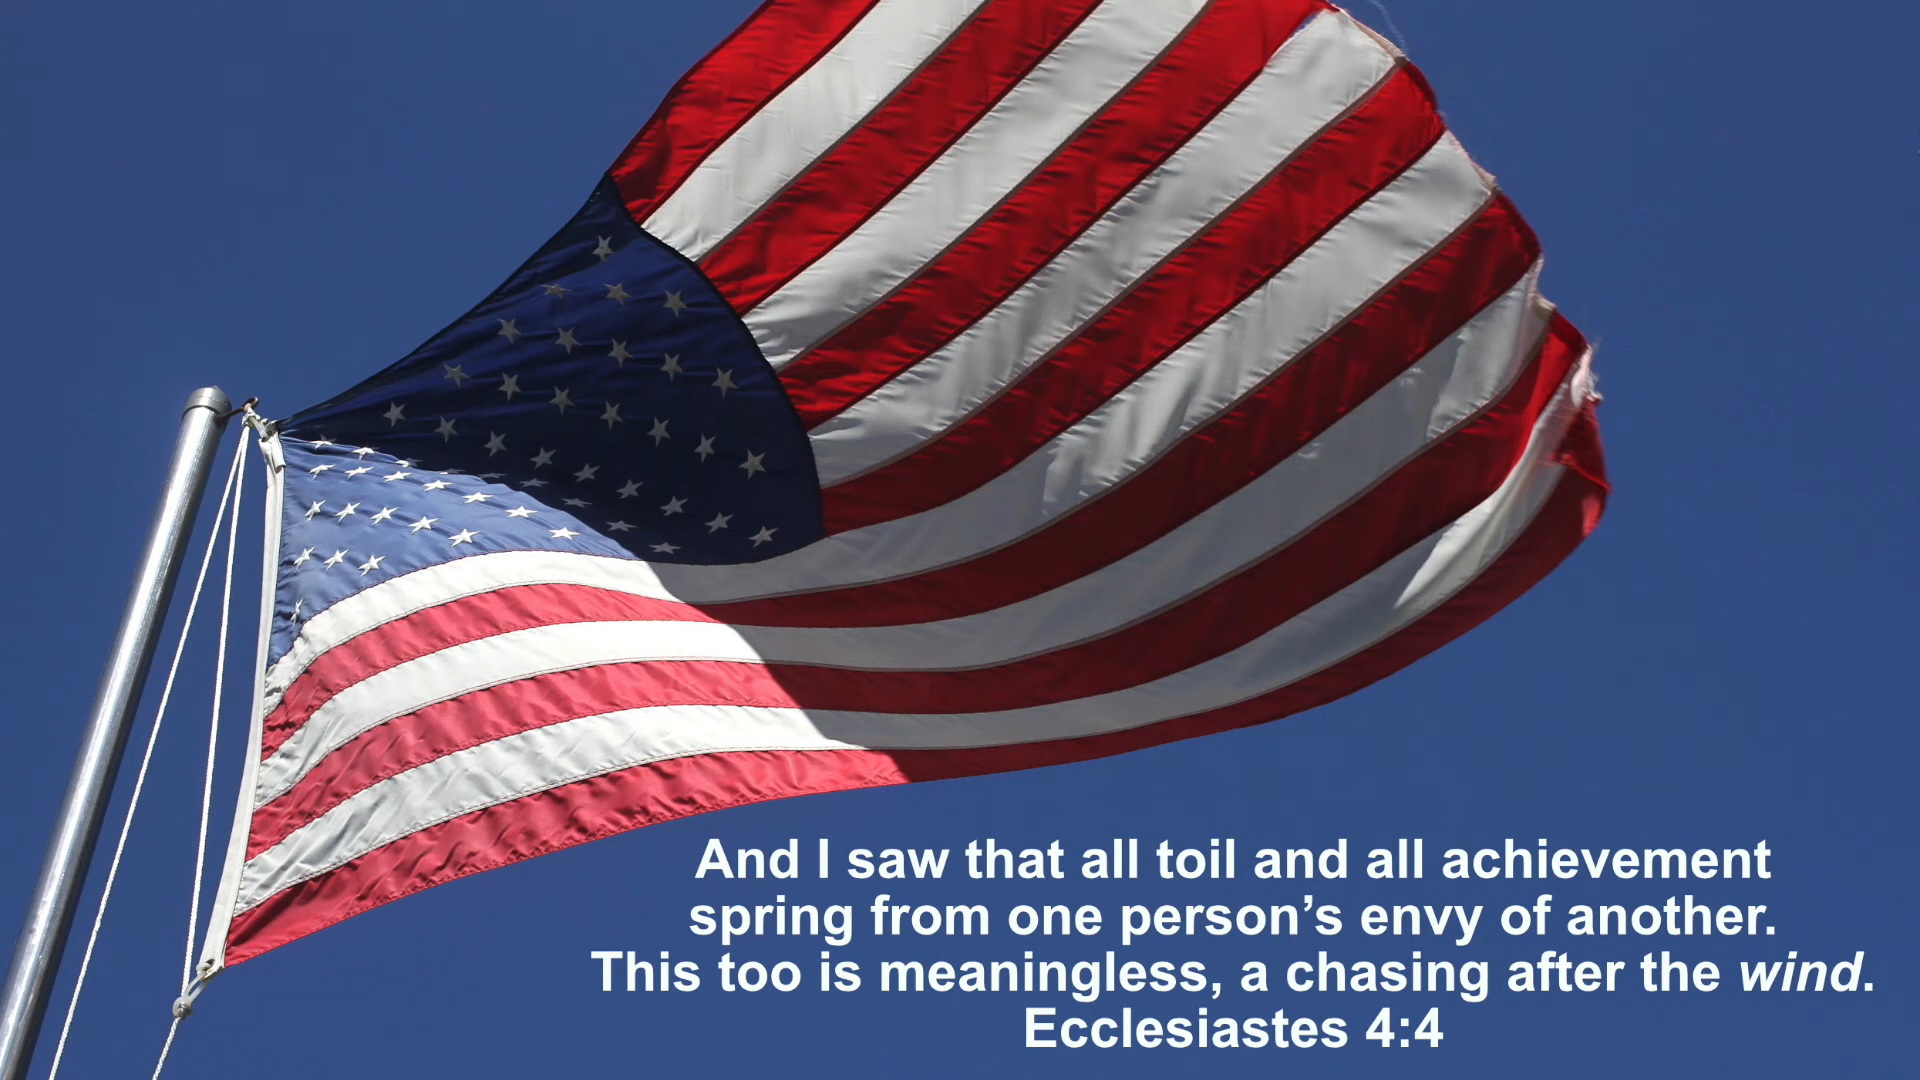 And I saw that all toil and all achievement
spring from one person’s envy of another.
This too is meaningless, a chasing after the wind.
Ecclesiastes 4:4